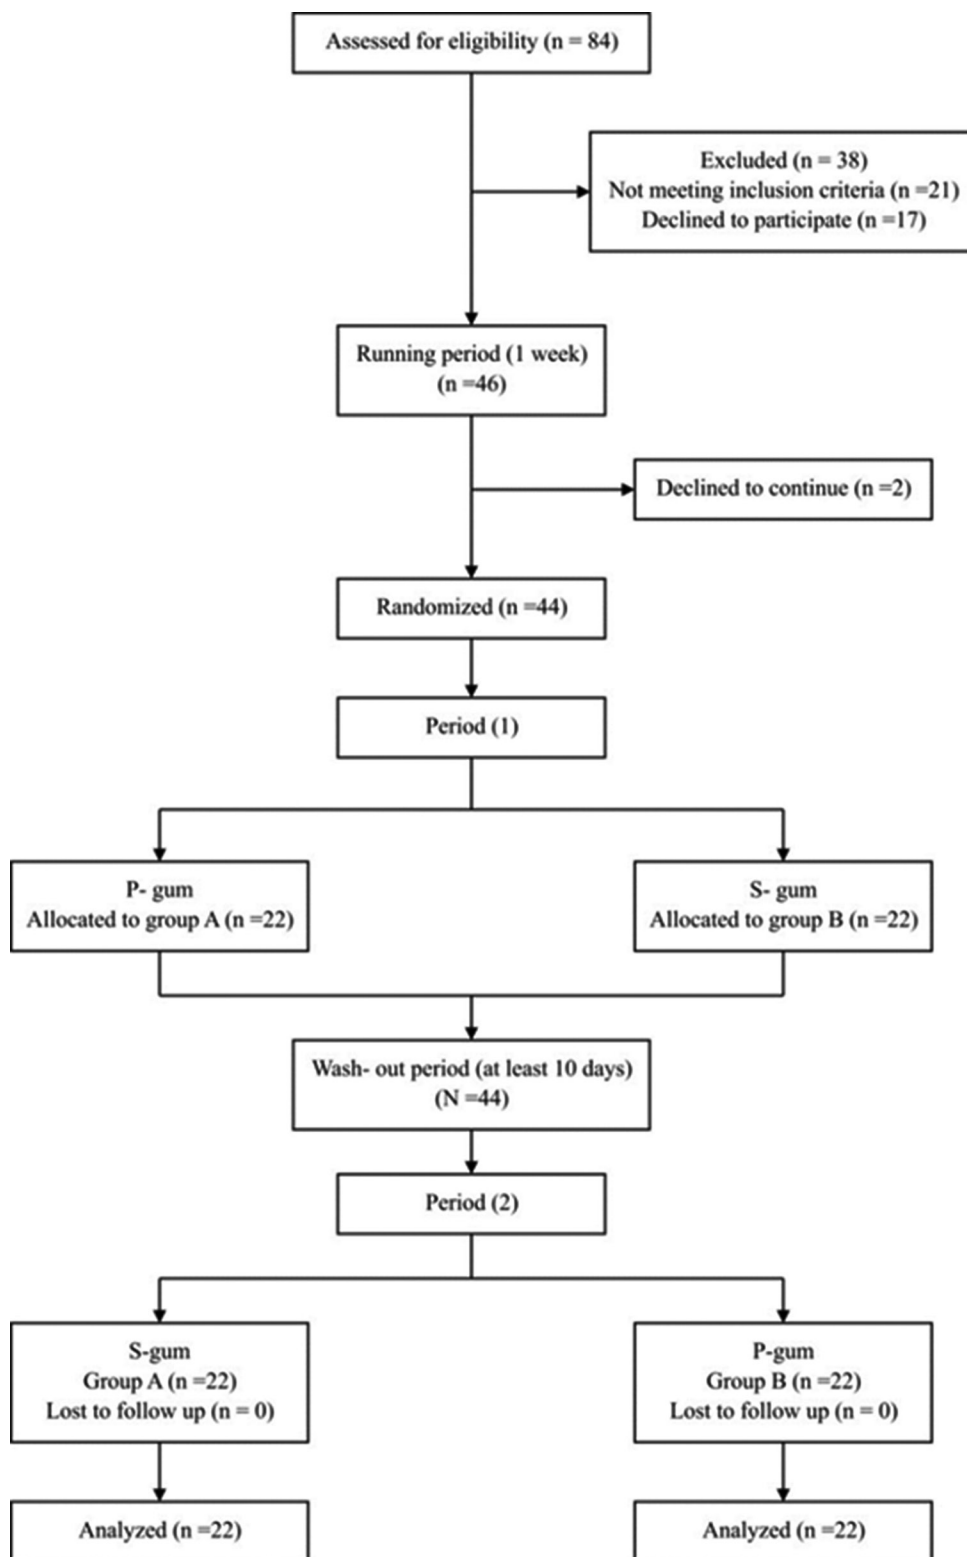 Assessed for eligibility (n = 84)
Excluded (n = 38)
Not meeting inclusion criteria (n =21)
Declined to participate (n =17)
Running period (1 week)
(n =46)
Declined to continue (n =2)
Randomized (n =44)
Period (1)
P- gum
Allocated to group A (n =22)
S- gum
Allocated to group B (n =22)
Wash- out period (at least 10 days)
(N =44)
Period (2)
S-gum
Group A (n =22)
Lost to follow up (n = 0)
P-gum
Group B (n =22)
Lost to follow up (n = 0)
Analyzed (n =22)
Analyzed (n =22)